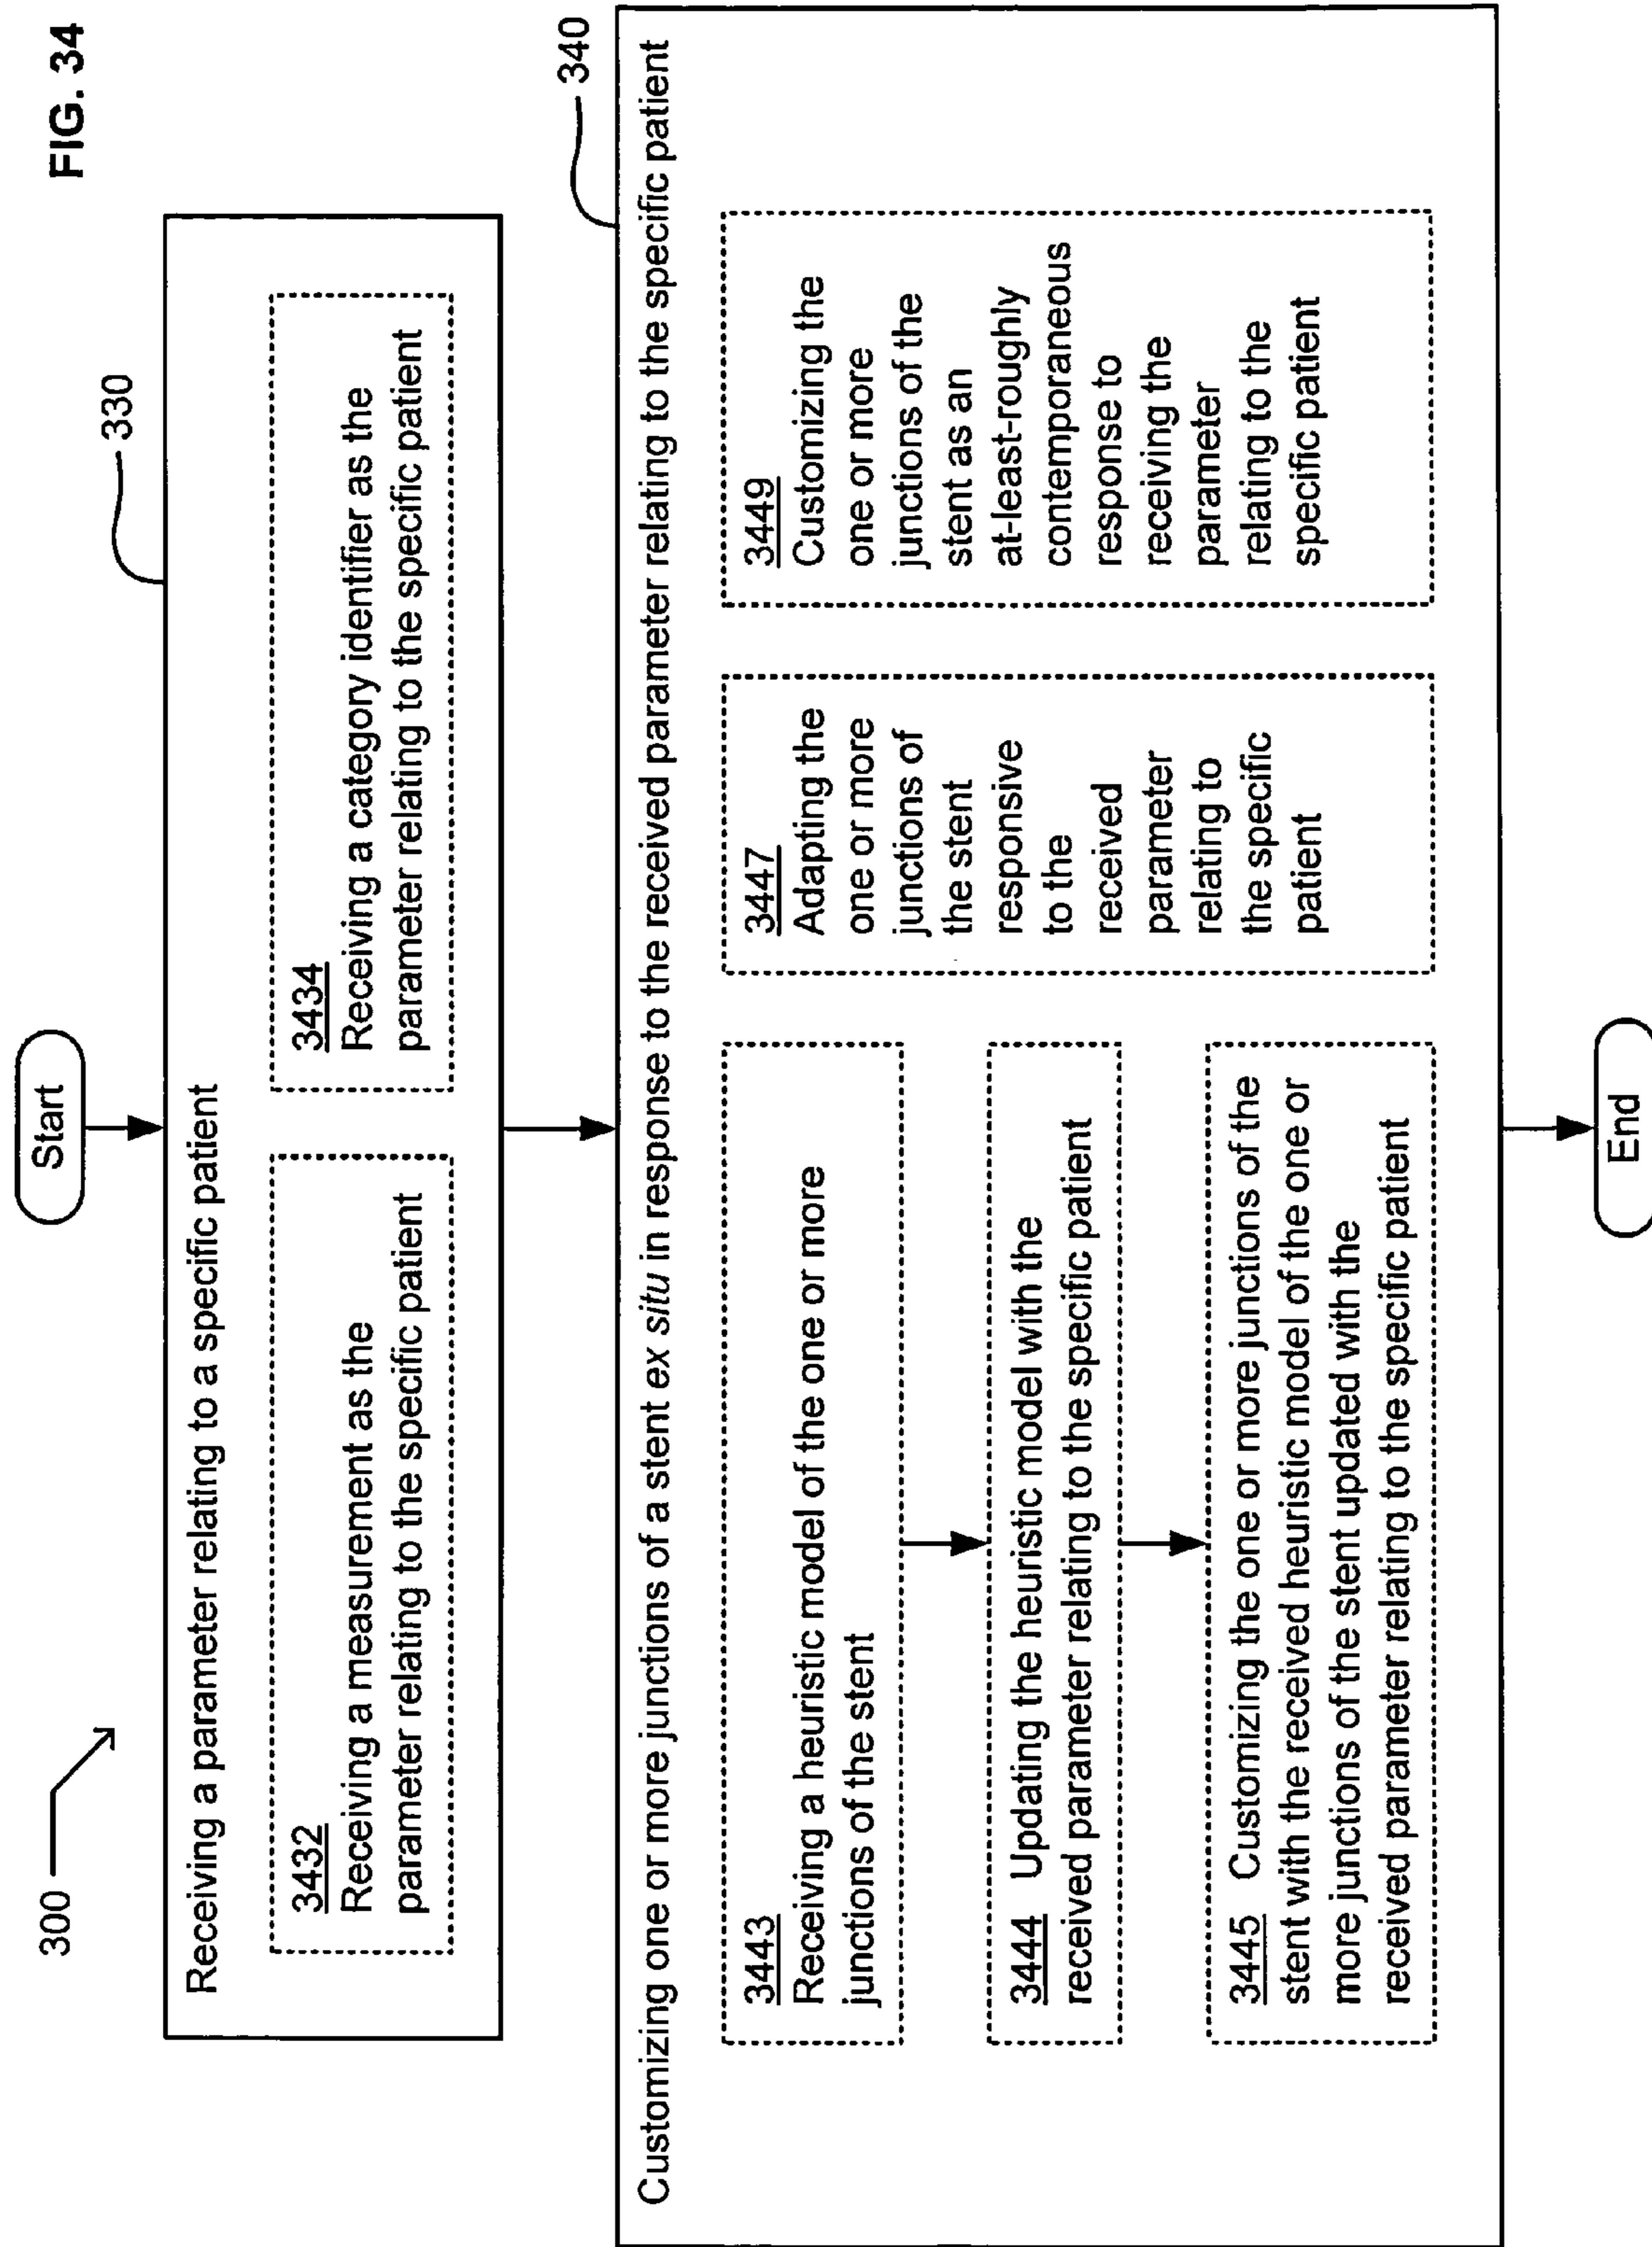 FIG. 34
300
Start
330
Receiving a parameter relating to a specific patient
3432
Receiving a measurement as the
parameter relating to the specific patient
3434
Receiving a category identifier as the
parameter relating to the specific patient
340
Customizing one or more junctions of a stent ex situ in response to the received parameter relating to the specific patient
3443
Receiving a heuristic model of the one or more
junctions of the stent
3444 Updating the heuristic model with the
received parameter relating to the specific patient
3445 Customizing the one or more junctions of the
stent with the received heuristic model of the one or
more junctions of the stent updated with the
received parameter relating to the specific patient
3447
Adapting the
one or more
junctions of
the stent
responsive
to the
received
parameter
relating to
the specific
patient
3449
Customizing the
one or more
junctions of the
stent as an
at-least-roughly
contemporaneous
response to
receiving the
parameter
relating to the
specific patient
End